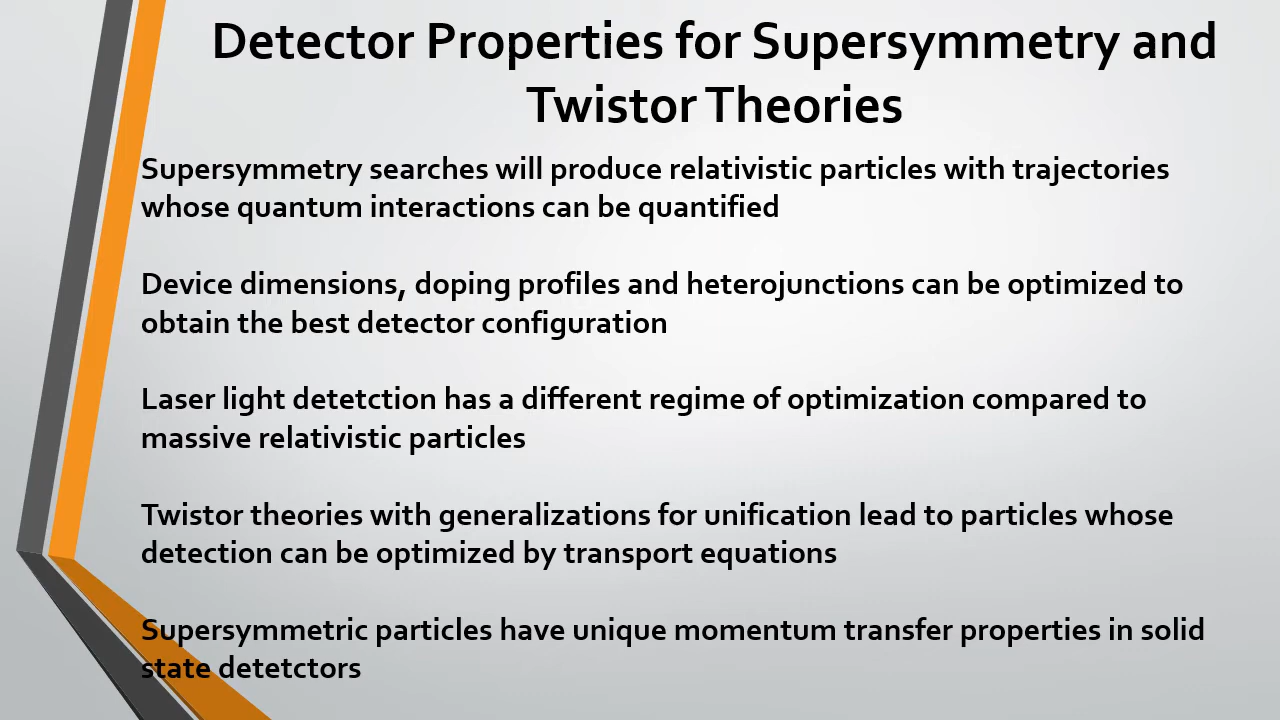 Detector Properties for Supersymmetry and
Twistor Theories
Supersymmetry searches will produce relativistic particles with trajectories
whose quantum interactions can be quantified
Device dimensions, doping profiles and heterojunctions can be optimized to
obtain the best detector configuration
Laser light detetction has a different regime of optimization compared to
massive relativistic particles
Twistor theories with generalizations for unification lead to particles whose
detection can be optimized by transport equations
Supersymmetric particles have unique momentum transfer properties in solid
state detetctors